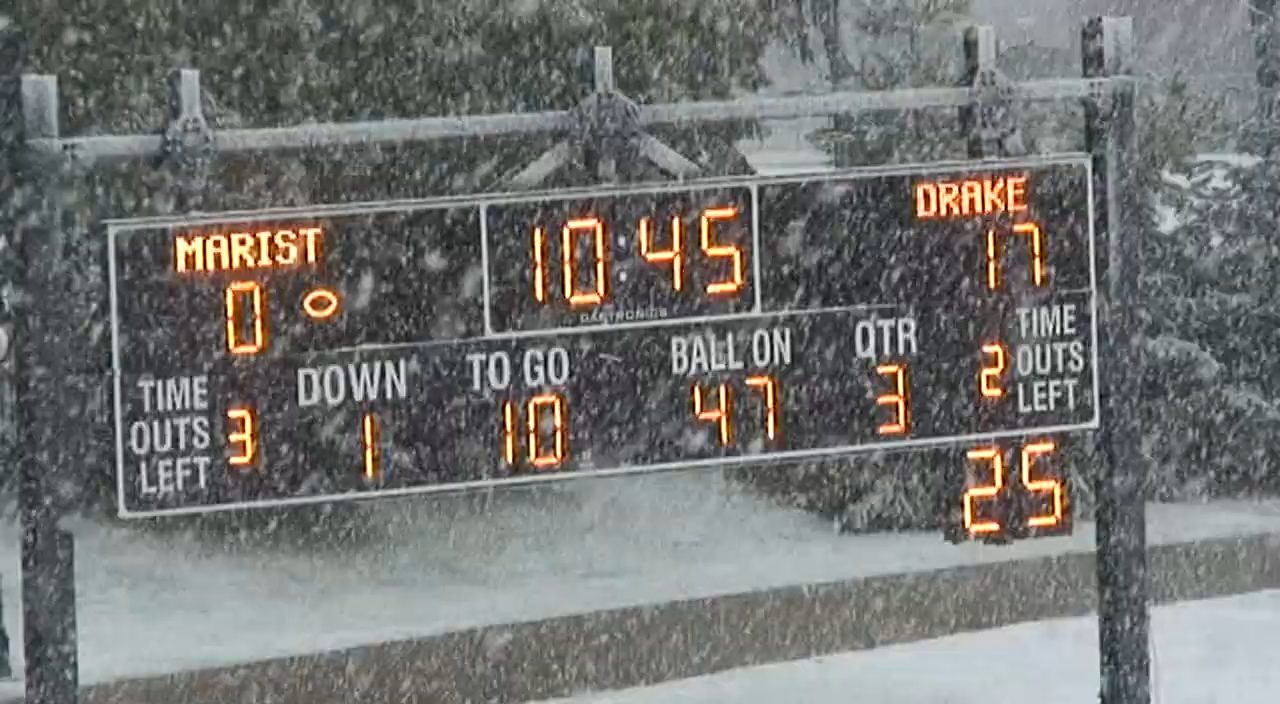 MARIST
0
10:45
DAKTRONICS
DRAKE
17
TIME OUTS LEFT 3
DOWN 1
TO GO 10
BALL ON 47
QTR 3
2 TIME OUTS LEFT
25